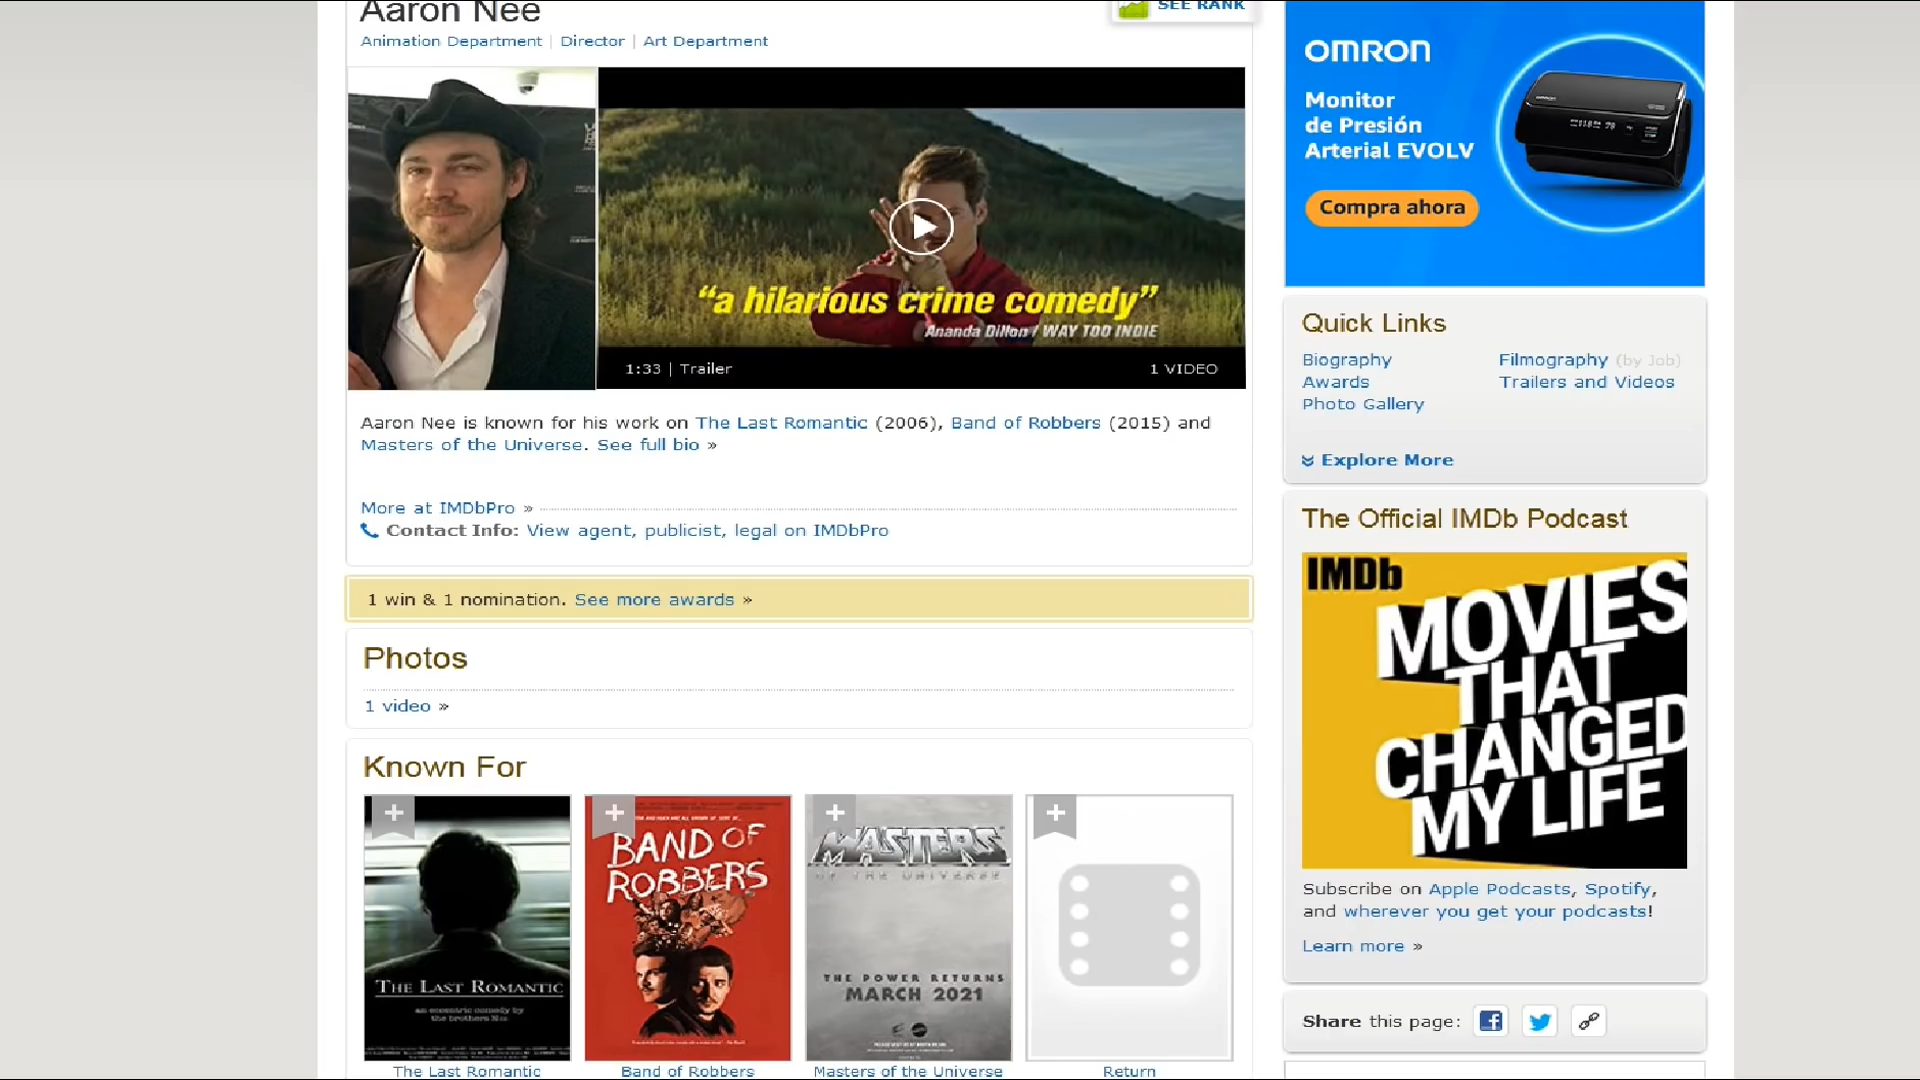 Aaron Nee
SEE RANK
Animation Department | Director | Art Department
"a hilarious crime comedy"
Ananda Dillon / WAY TOO INDIE
1:33 | Trailer
1 VIDEO
Aaron Nee is known for his work on The Last Romantic (2006), Band of Robbers (2015) and
Masters of the Universe. See full bio »
More at IMDbPro »
Contact Info: View agent, publicist, legal on IMDbPro
1 win & 1 nomination. See more awards »
Photos
1 video »
Known For
THE LAST ROMANTIC
an eccentric comedy by
the brothers Nee
BAND OF
ROBBERS
MASTERS
OF THE UNIVERSE
THE POWER RETURNS
MARCH 2021
The Last Romantic
Band of Robbers
Masters of the Universe
Return
OMRON
Monitor
de Presión
Arterial EVOLV
Compra ahora
Quick Links
Biography
Filmography (by Job)
Awards
Trailers and Videos
Photo Gallery
Explore More
The Official IMDb Podcast
IMDb
MOVIES
THAT
CHANGED
MY LIFE
Subscribe on Apple Podcasts, Spotify,
and wherever you get your podcasts!
Learn more »
Share this page: